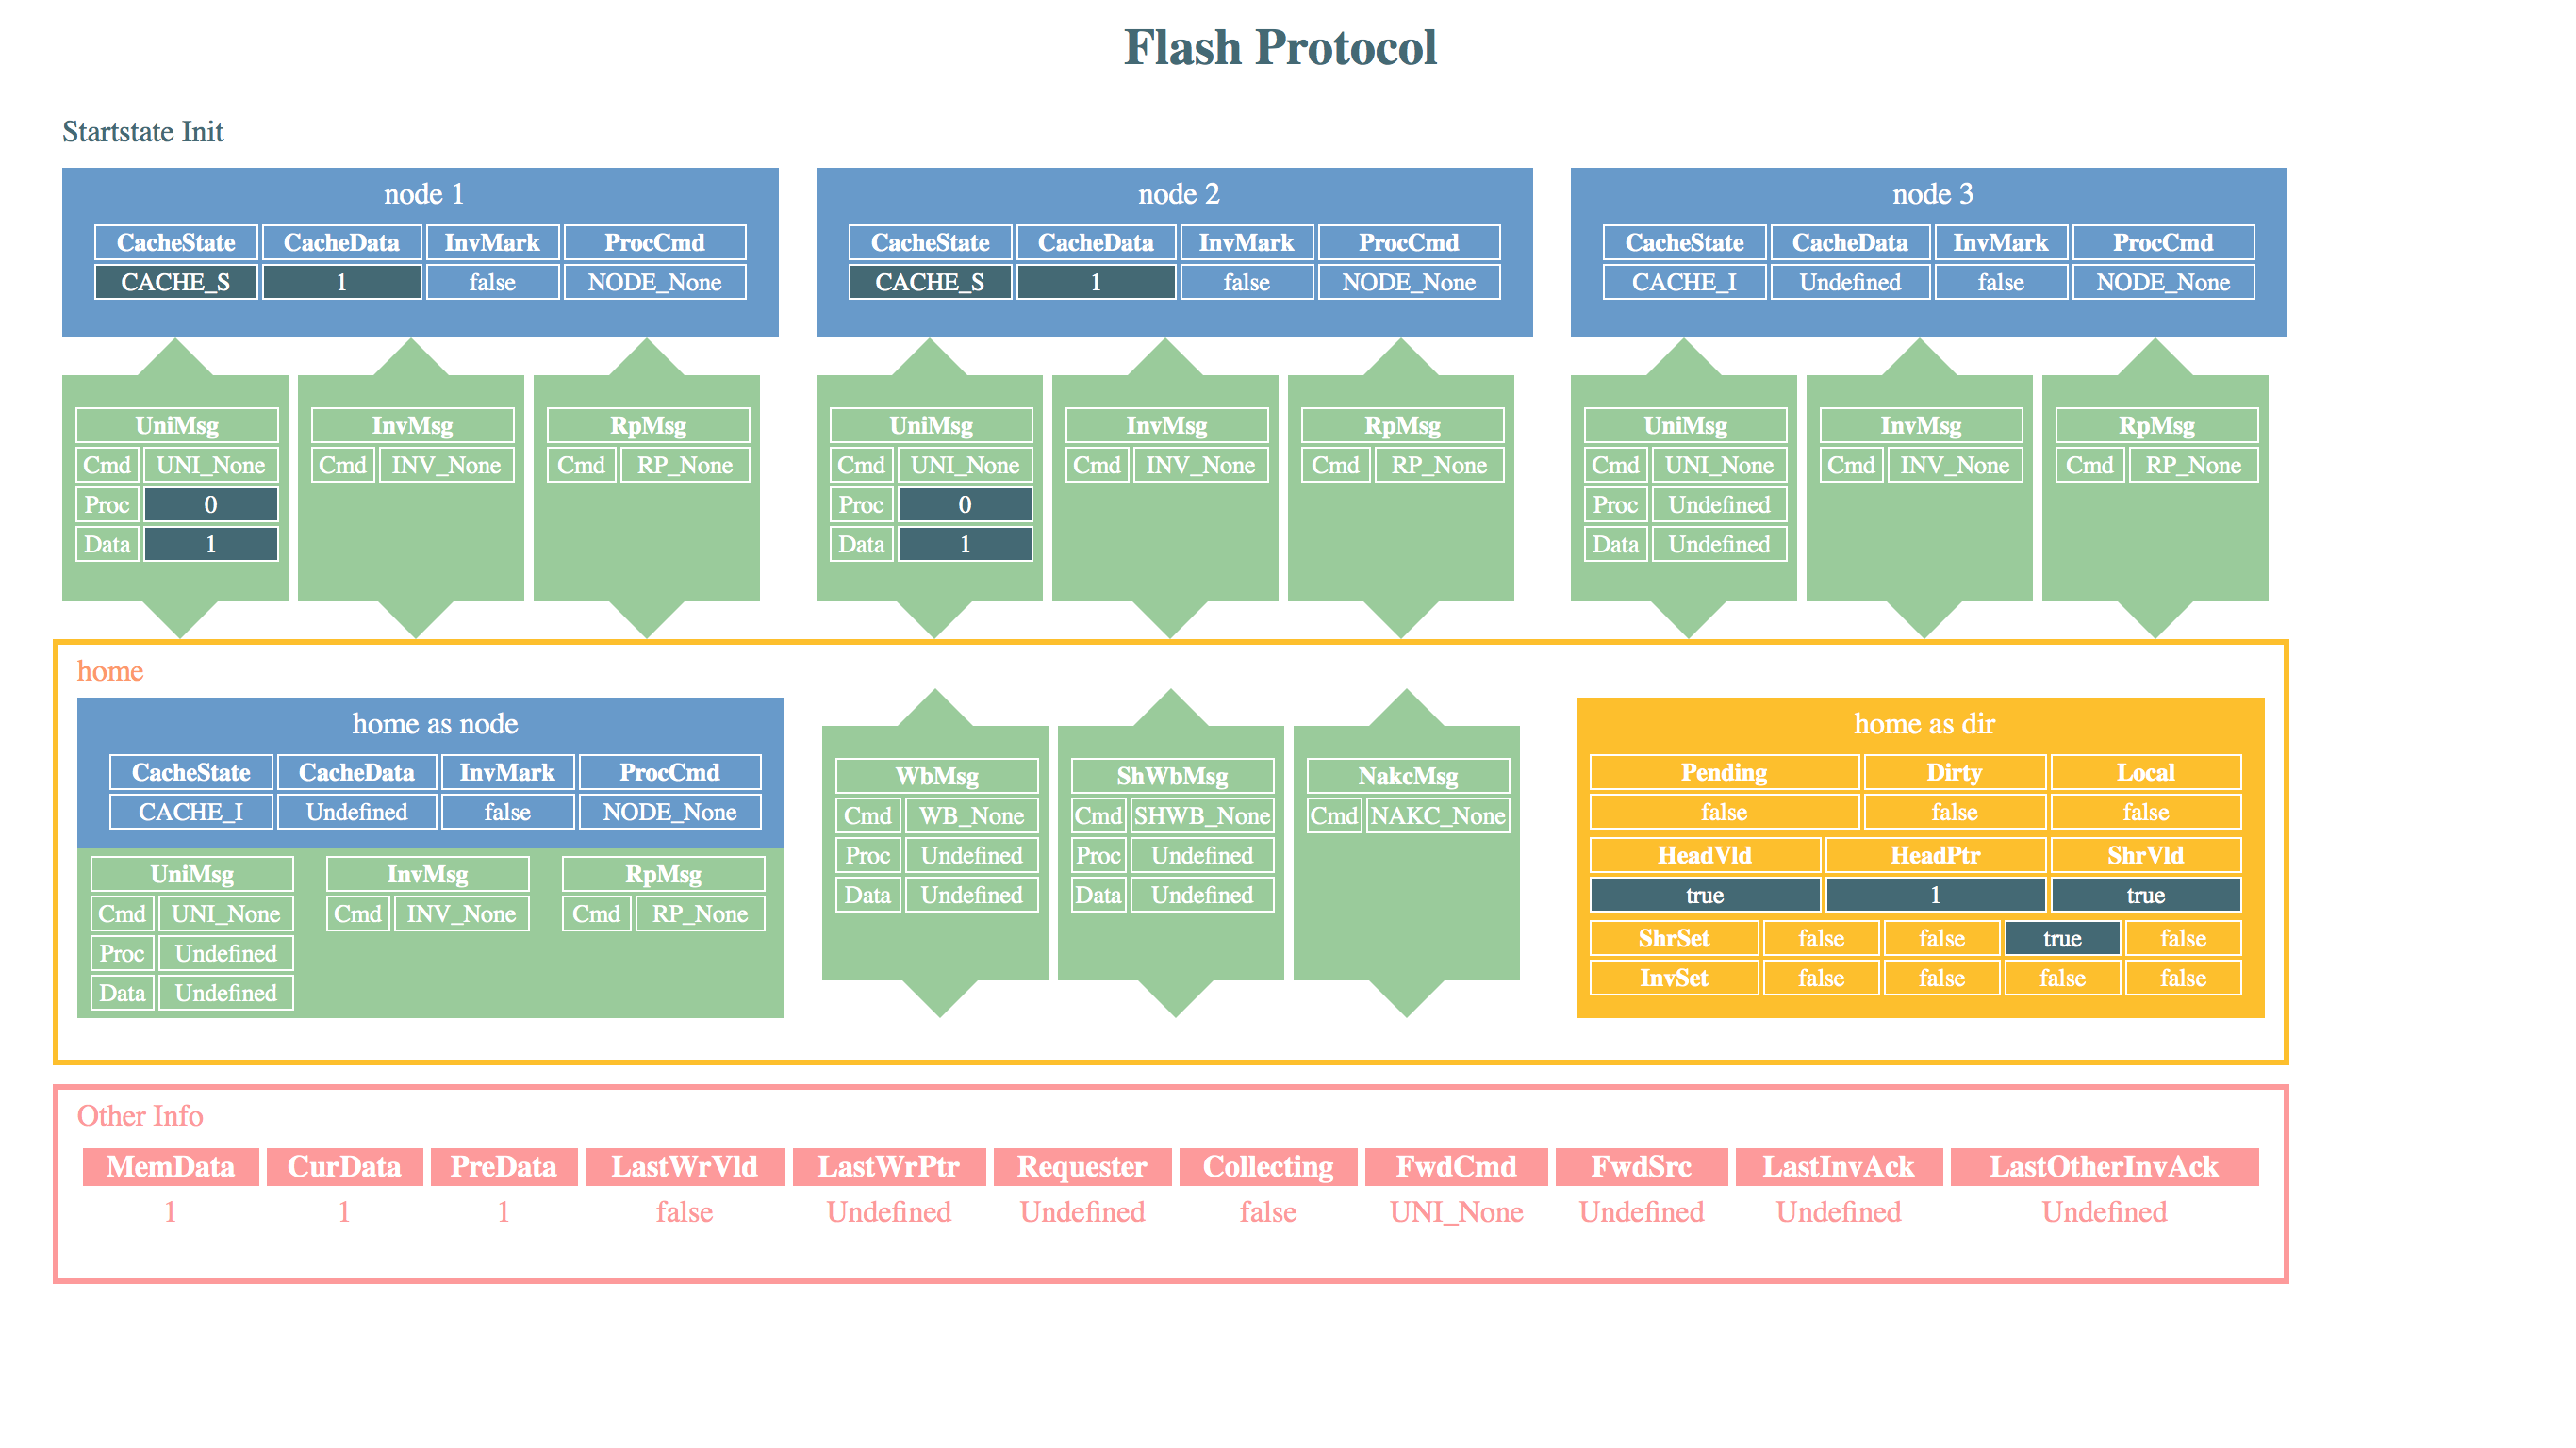 Flash Protocol
Startstate Init
node 1
CacheState CacheData InvMark ProcCmd
CACHE_S 1 false NODE_None
node 2
CacheState CacheData InvMark ProcCmd
CACHE_S 1 false NODE_None
node 3
CacheState CacheData InvMark ProcCmd
CACHE_I Undefined false NODE_None
UniMsg
Cmd UNI_None
Proc 0
Data 1
InvMsg
Cmd INV_None
RpMsg
Cmd RP_None
UniMsg
Cmd UNI_None
Proc 0
Data 1
InvMsg
Cmd INV_None
RpMsg
Cmd RP_None
UniMsg
Cmd UNI_None
Proc Undefined
Data Undefined
InvMsg
Cmd INV_None
RpMsg
Cmd RP_None
home
home as node
CacheState CacheData InvMark ProcCmd
CACHE_I Undefined false NODE_None
UniMsg
Cmd UNI_None
Proc Undefined
Data Undefined
InvMsg
Cmd INV_None
RpMsg
Cmd RP_None
WbMsg
Cmd WB_None
Proc Undefined
Data Undefined
ShWbMsg
Cmd SHWB_None
Proc Undefined
Data Undefined
NakcMsg
Cmd NAKC_None
home as dir
Pending Dirty Local
false false false
HeadVld HeadPtr ShrVld
true 1 true
ShrSet false false true false
InvSet false false false false
Other Info
MemData CurData PreData LastWrVld LastWrPtr Requester Collecting FwdCmd FwdSrc LastInvAck LastOtherInvAck
1 1 1 false Undefined Undefined false UNI_None Undefined Undefined Undefined